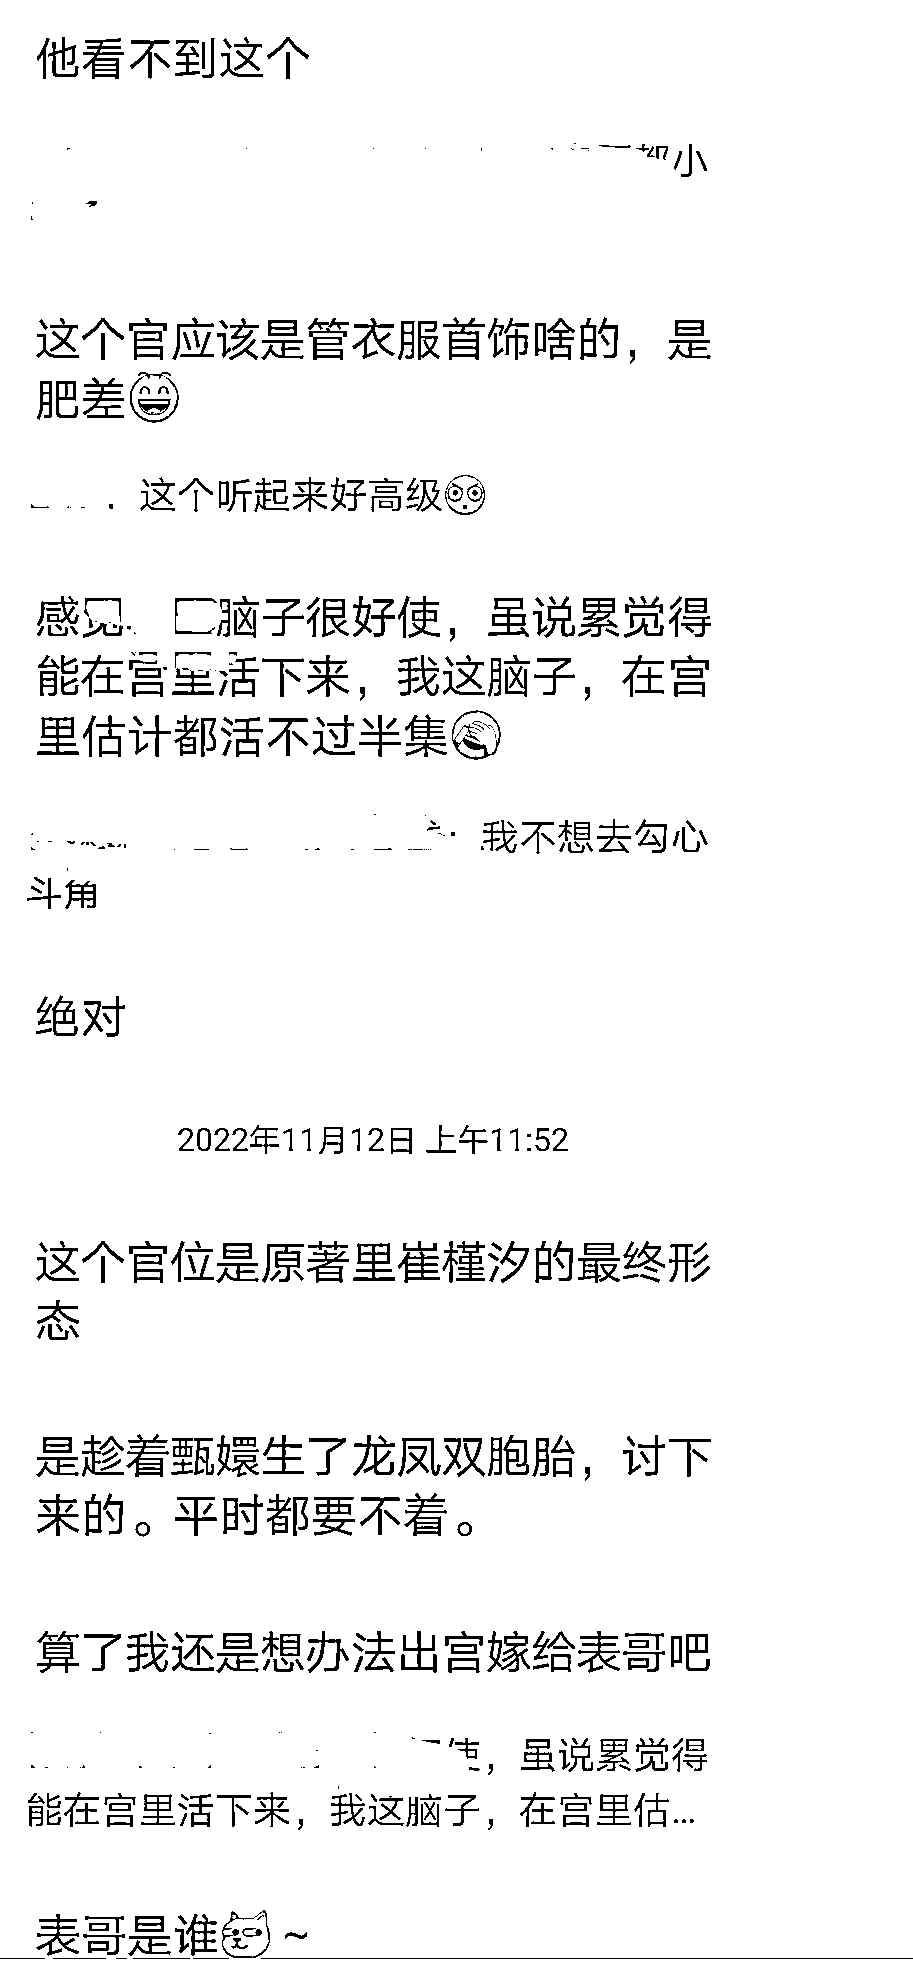 他看不到这个
小
这个官应该是管衣服首饰啥的，是
肥差😄
这个听起来好高级😳
感觉 脑子很好使，虽说累觉得
能在宫里活下来，我这脑子，在宫
里估计都活不过半集🤦
我不想去勾心
斗角
绝对
2022年11月12日 上午11:52
这个官位是原著里崔槿汐的最终形
态
是趁着甄嬛生了龙凤双胞胎，讨下
来的。平时都要不着。
算了我还是想办法出宫嫁给表哥吧
使，虽说累觉得
能在宫里活下来，我这脑子，在宫里估...
表哥是谁 ~